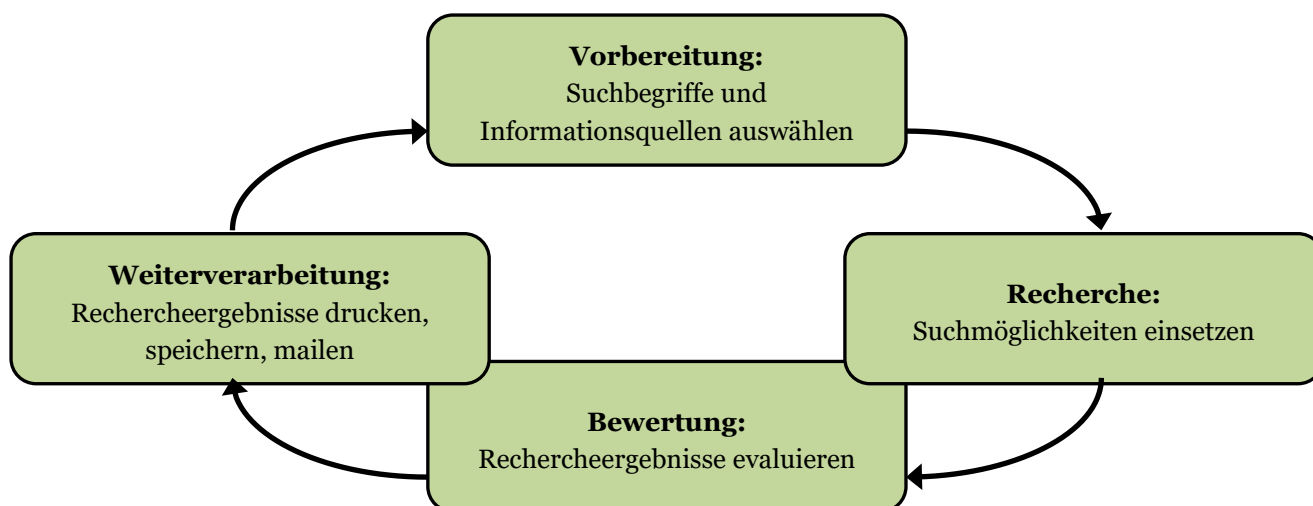 Vorbereitung:
Suchbegriffe und
Informationsquellen auswählen
Recherche:
Suchmöglichkeiten einsetzen
Bewertung:
Rechercheergebnisse evaluieren
Weiterverarbeitung:
Rechercheergebnisse drucken,
speichern, mailen